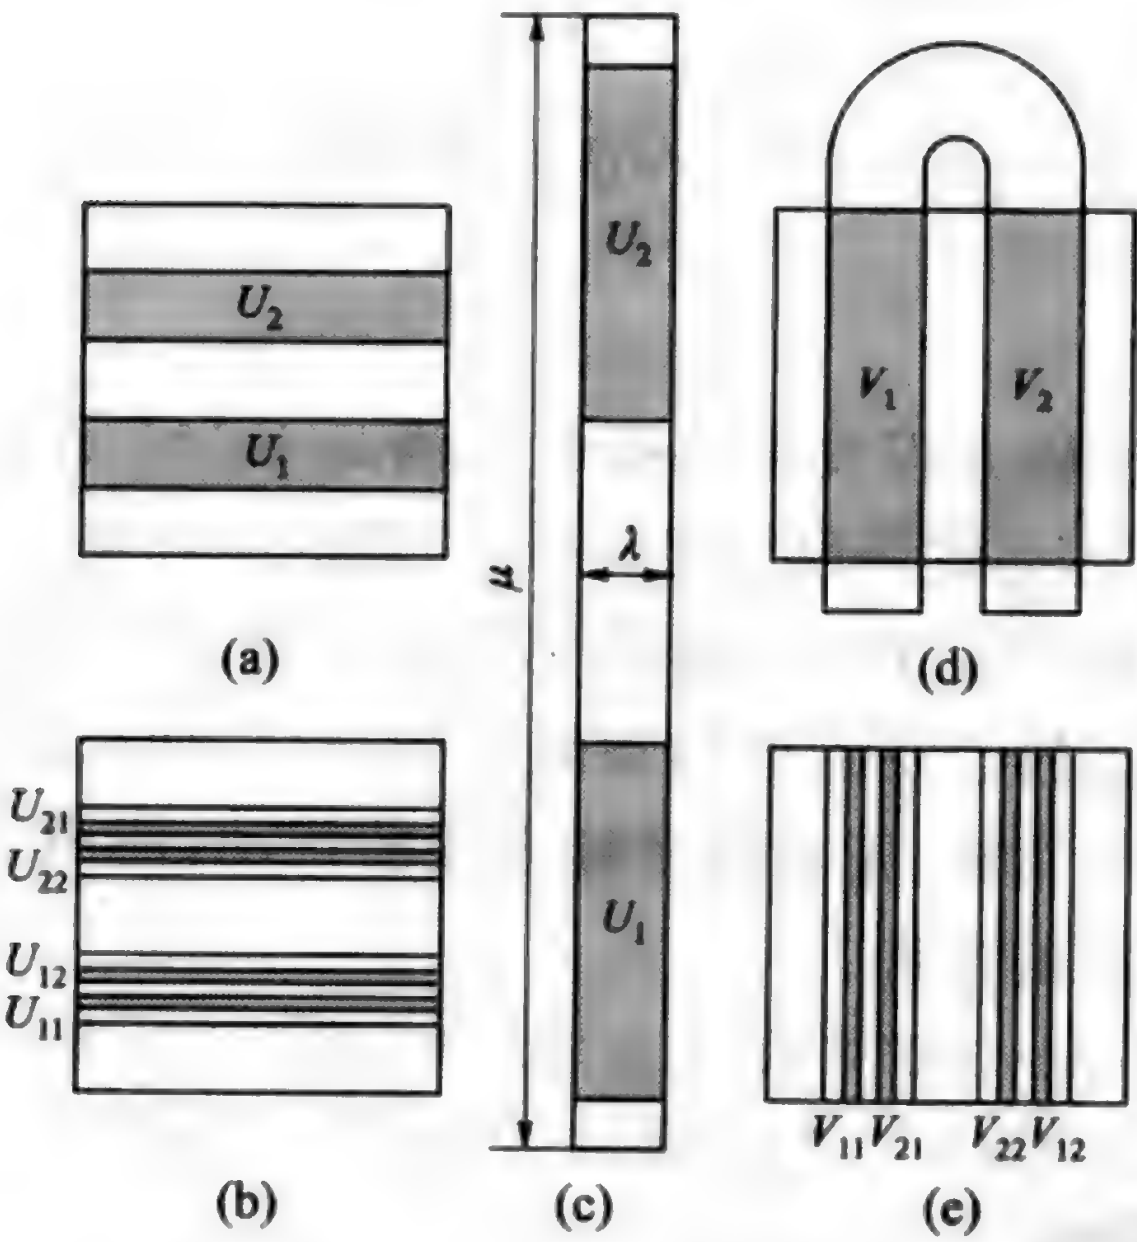 U₂
U₁
(a)
U₂₁
U₂₂
U₁₂
U₁₁
(b)
μ
U₂
λ
U₁
(c)
V₁ V₂
(d)
V₁₁ V₂₁ V₂₂ V₁₂
(e)